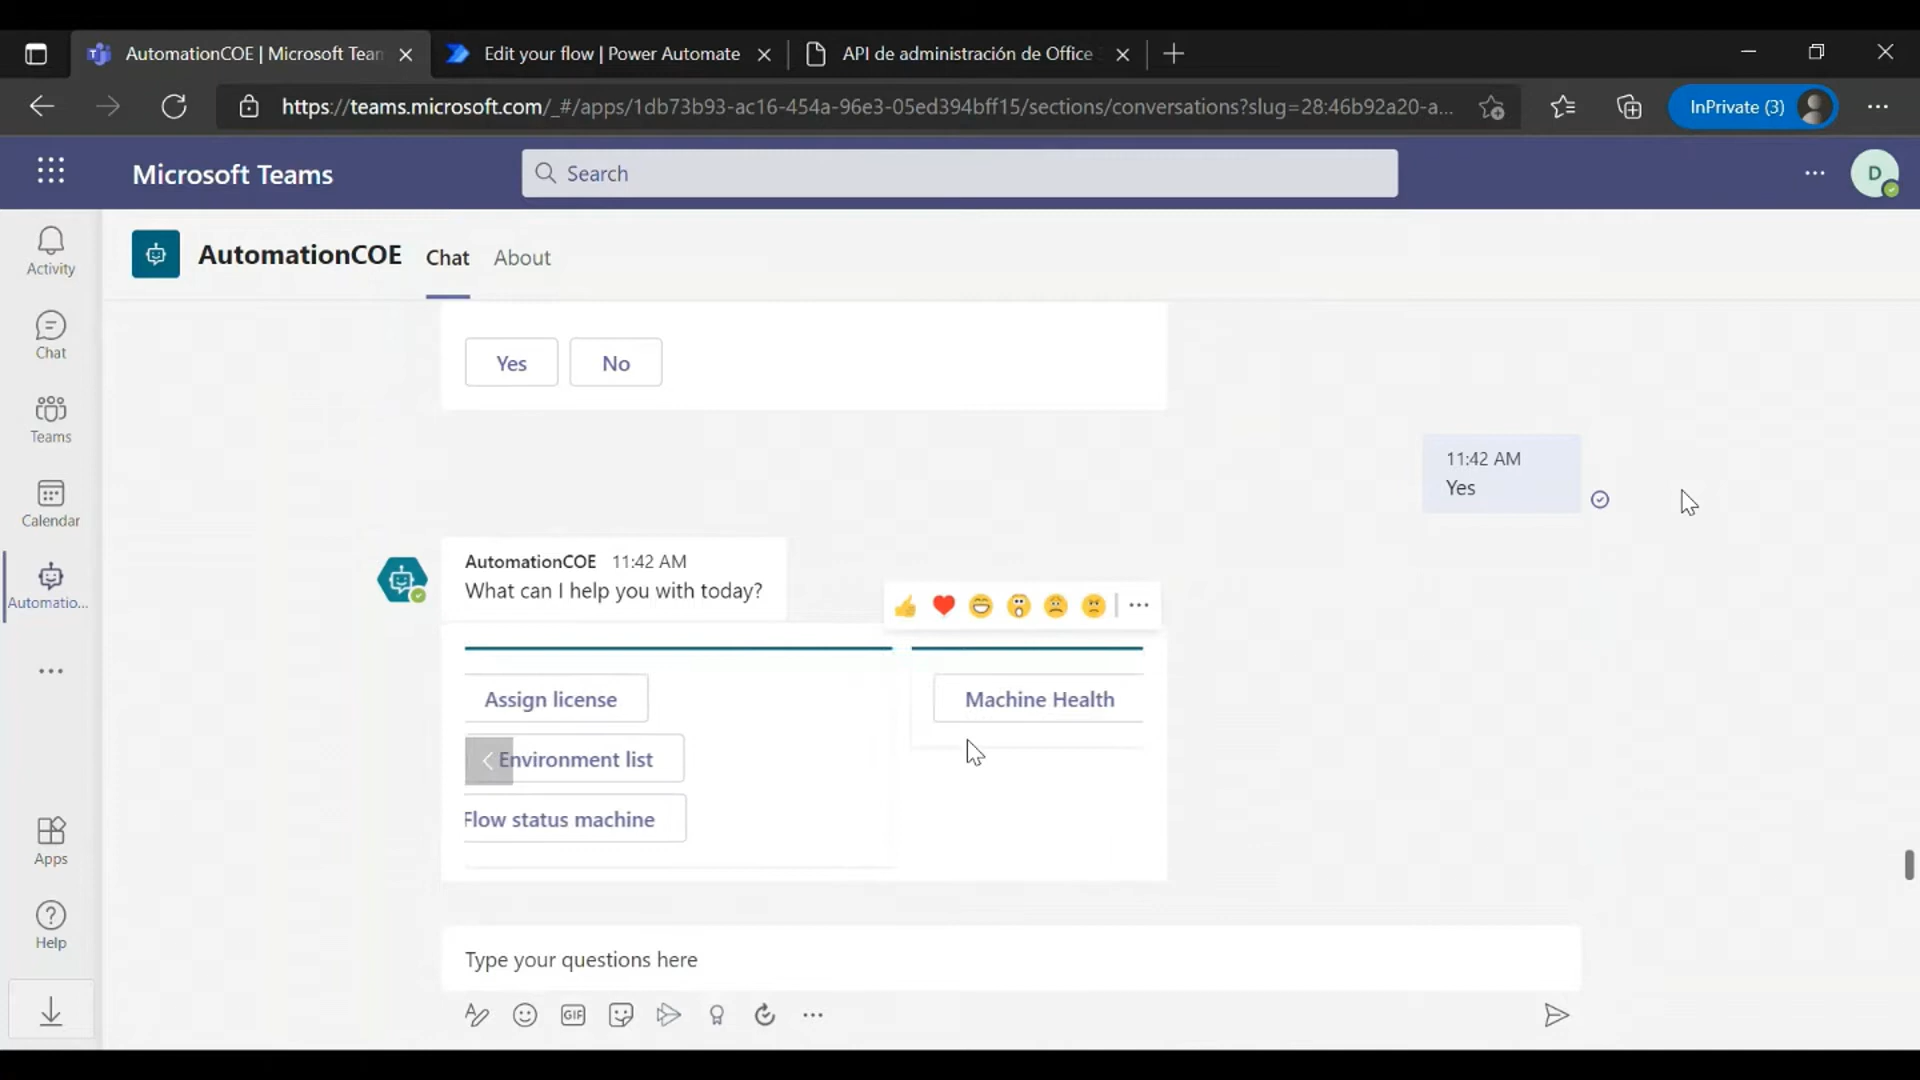 AutomationCOE | Microsoft Team
Edit your flow | Power Automate
API de administración de Office
https://teams.microsoft.com/_#/apps/1db73b93-ac16-454a-96e3-05ed394bff15/sections/conversations?slug=28:46b92a20-a...
InPrivate (3)
Microsoft Teams
Search
D
Activity
Chat
Teams
Calendar
Automatio...
Apps
Help
AutomationCOE
Chat
About
Yes
No
11:42 AM
Yes
AutomationCOE 11:42 AM
What can I help you with today?
Assign license
Machine Health
Environment list
Flow status machine
Type your questions here
GIF